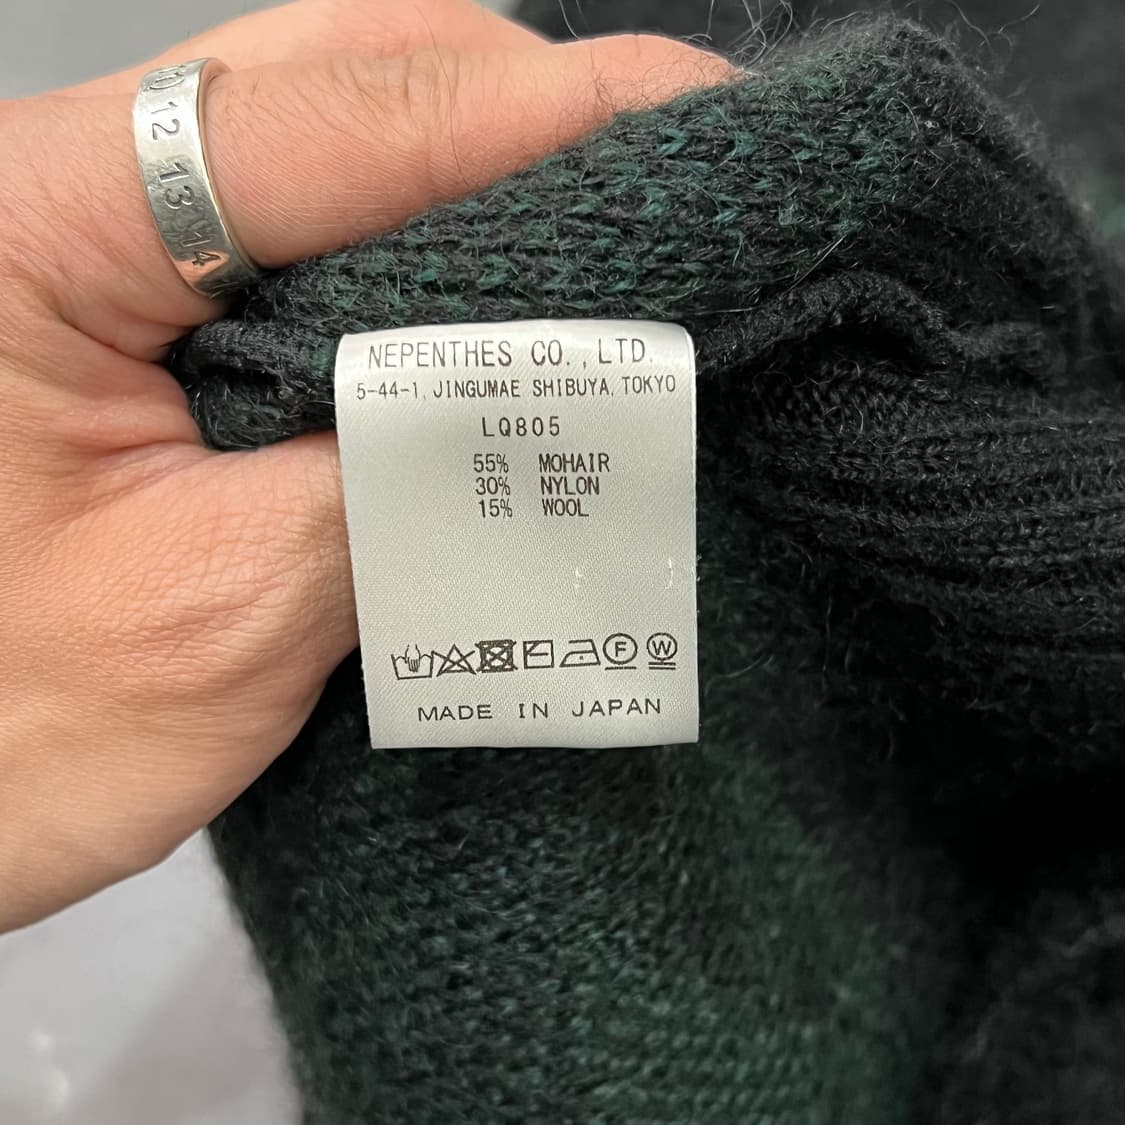 12 13 14
NEPENTHES CO.,LTD.
5-44-1, JINGUMAE SHIBUYA, TOKYO
LQ805
55% MOHAIR
30% NYLON
15% WOOL
F W
MADE IN JAPAN